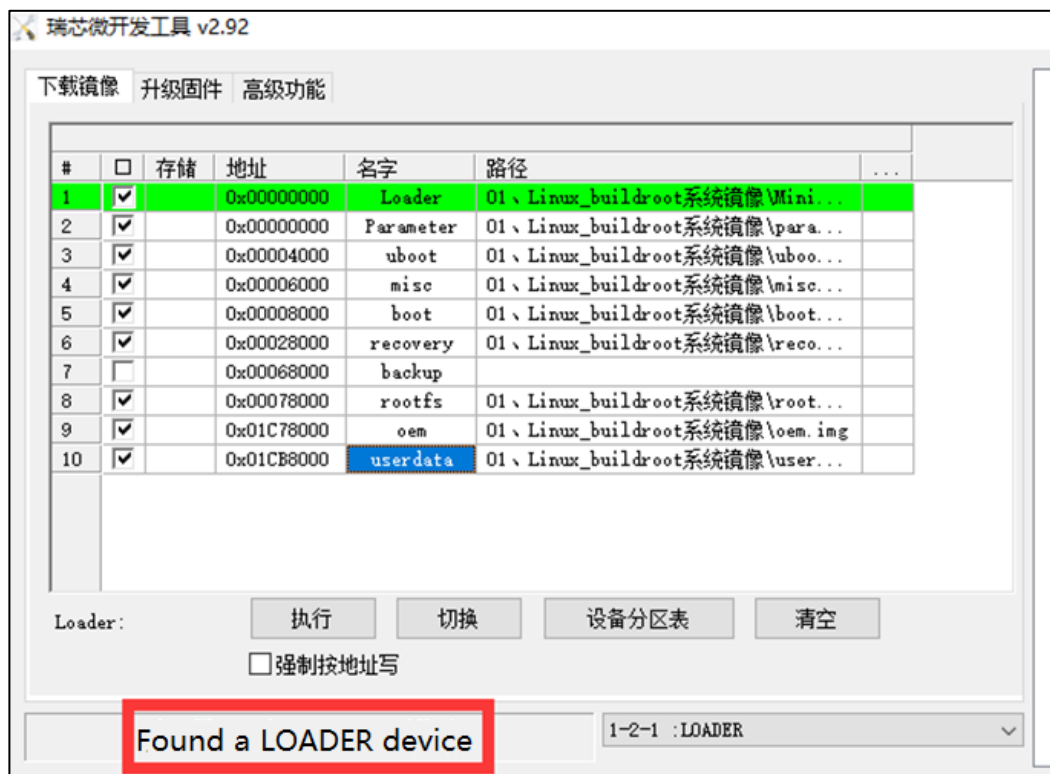 瑞芯微开发工具 v2.92
下载镜像 升级固件 高级功能
# 存储 地址 名字 路径 ...
1 0x00000000 Loader 01、Linux_buildroot系统镜像\Mini...
2 0x00000000 Parameter 01、Linux_buildroot系统镜像\para...
3 0x00004000 uboot 01、Linux_buildroot系统镜像\uboo...
4 0x00006000 misc 01、Linux_buildroot系统镜像\misc...
5 0x00008000 boot 01、Linux_buildroot系统镜像\boot...
6 0x00028000 recovery 01、Linux_buildroot系统镜像\reco...
7 0x00068000 backup
8 0x00078000 rootfs 01、Linux_buildroot系统镜像\root...
9 0x01C78000 oem 01、Linux_buildroot系统镜像\oem.img
10 0x01CB8000 userdata 01、Linux_buildroot系统镜像\user...
Loader: 执行 切换 设备分区表 清空
强制按地址写
Found a LOADER device 1-2-1 :LOADER